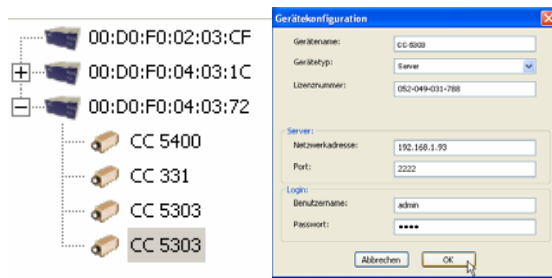 00:D0:F0:02:03:CF
00:D0:F0:04:03:1C
00:D0:F0:04:03:72
CC 5400
CC 331
CC 5303
CC 5303
Gerätekonfiguration
Gerätename:
CC-5303
Gerätetyp:
Server
Lizenznummer:
052-049-031-788
Server:
Netzwerkadresse:
192.168.1.93
Port:
2222
Login:
Benutzername:
admin
Passwort:
••••
Abbrechen
OK